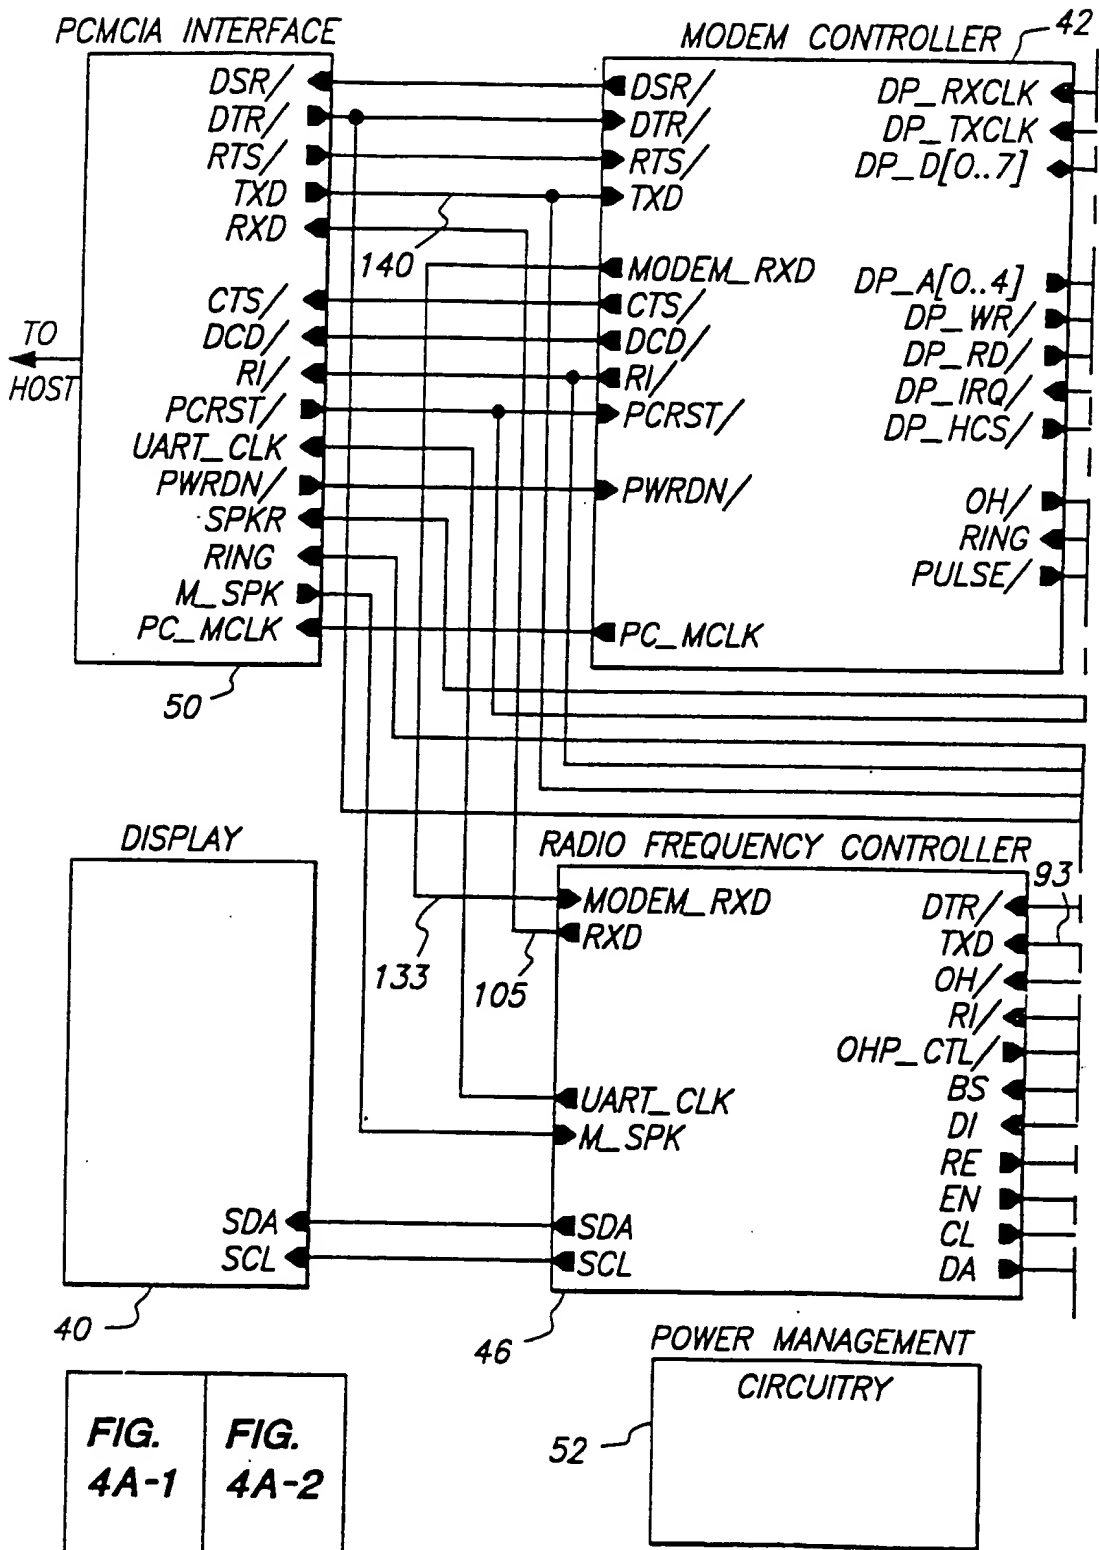 PCMCIA INTERFACE
DSR/
DTR/
RTS/
TXD
RXD
CTS/
DCD/
RI/
PCRST/
UART_CLK
PWRDN/
SPKR
RING
M_SPK
PC_MCLK
TO
HOST
50
140
MODEM CONTROLLER
42
DSR/
DTR/
RTS/
TXD
MODEM_RXD
CTS/
DCD/
RI/
PCRST/
PWRDN/
PC_MCLK
DP_RXCLK
DP_TXCLK
DP_D[0..7]
DP_A[0..4]
DP_WR/
DP_RD/
DP_IRQ/
DP_HCS/
OH/
RING
PULSE/
DISPLAY
SDA
SCL
40
RADIO FREQUENCY CONTROLLER
93
133
105
MODEM_RXD
RXD
UART_CLK
M_SPK
SDA
SCL
DTR/
TXD
OH/
RI/
OHP_CTL/
BS
DI
RE
EN
CL
DA
46
POWER MANAGEMENT
CIRCUITRY
52
FIG.
4A-1
FIG.
4A-2